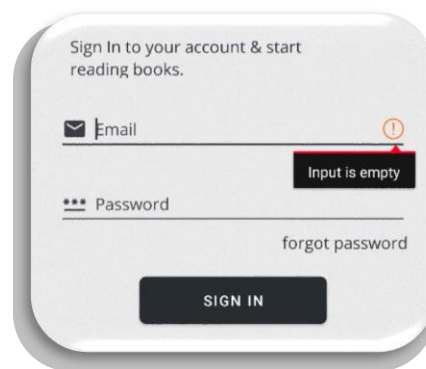 Sign In to your account & start
reading books.
Email
Input is empty
*** Password
forgot password
SIGN IN